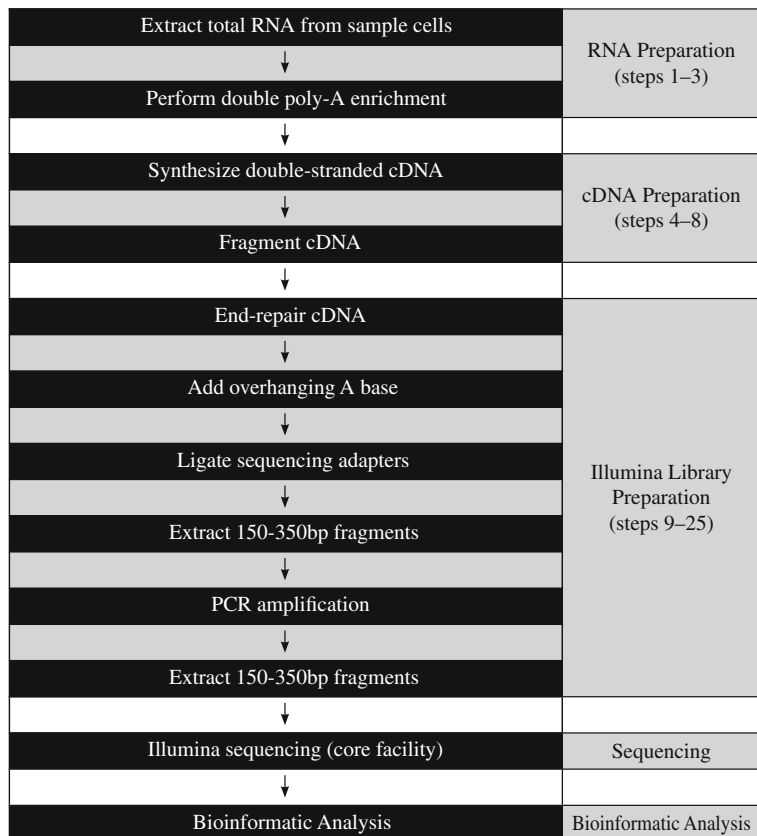 Extract total RNA from sample cells
RNA Preparation
(steps 1–3)
Perform double poly-A enrichment
Synthesize double-stranded cDNA
cDNA Preparation
(steps 4–8)
Fragment cDNA
End-repair cDNA
Add overhanging A base
Ligate sequencing adapters
Illumina Library
Preparation
(steps 9–25)
Extract 150-350bp fragments
PCR amplification
Extract 150-350bp fragments
Illumina sequencing (core facility)
Sequencing
Bioinformatic Analysis
Bioinformatic Analysis